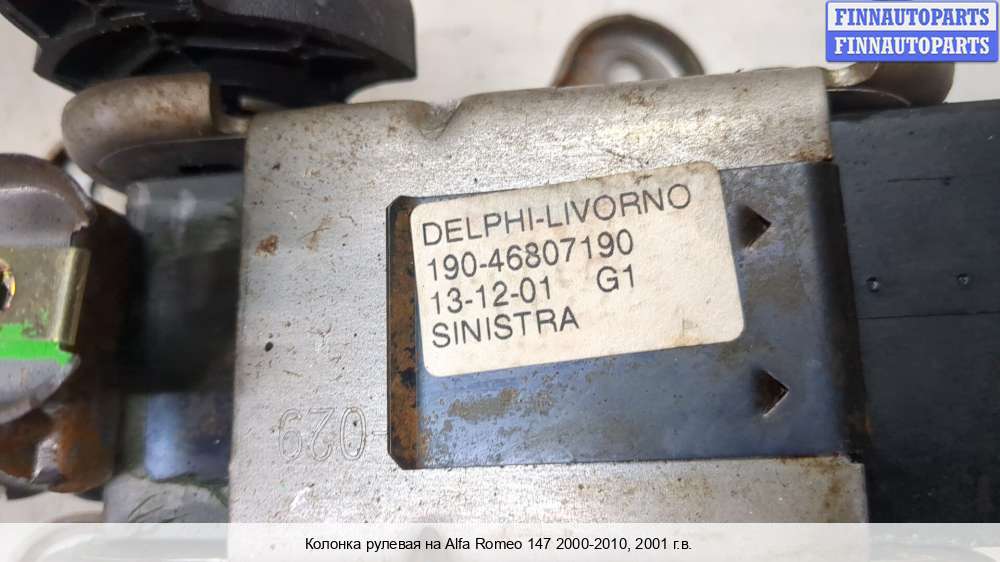 FINNAUTOPARTS
FINNAUTOPARTS
DELPHI-LIVORNO
190-46807190
13-12-01 G1
SINISTRA
029
Колонка рулевая на Alfa Romeo 147 2000-2010, 2001 г.в.